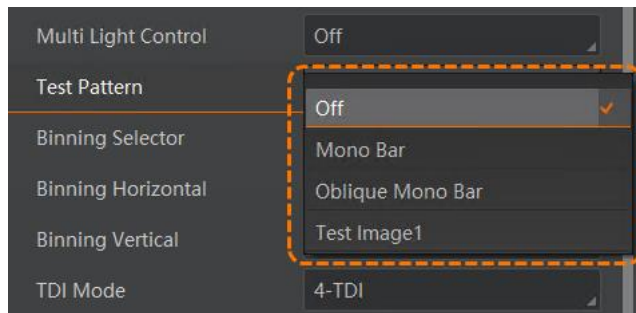 Multi Light Control Off
Test Pattern
Off
Binning Selector
Mono Bar
Binning Horizontal
Oblique Mono Bar
Binning Vertical
Test Image1
TDI Mode 4-TDI